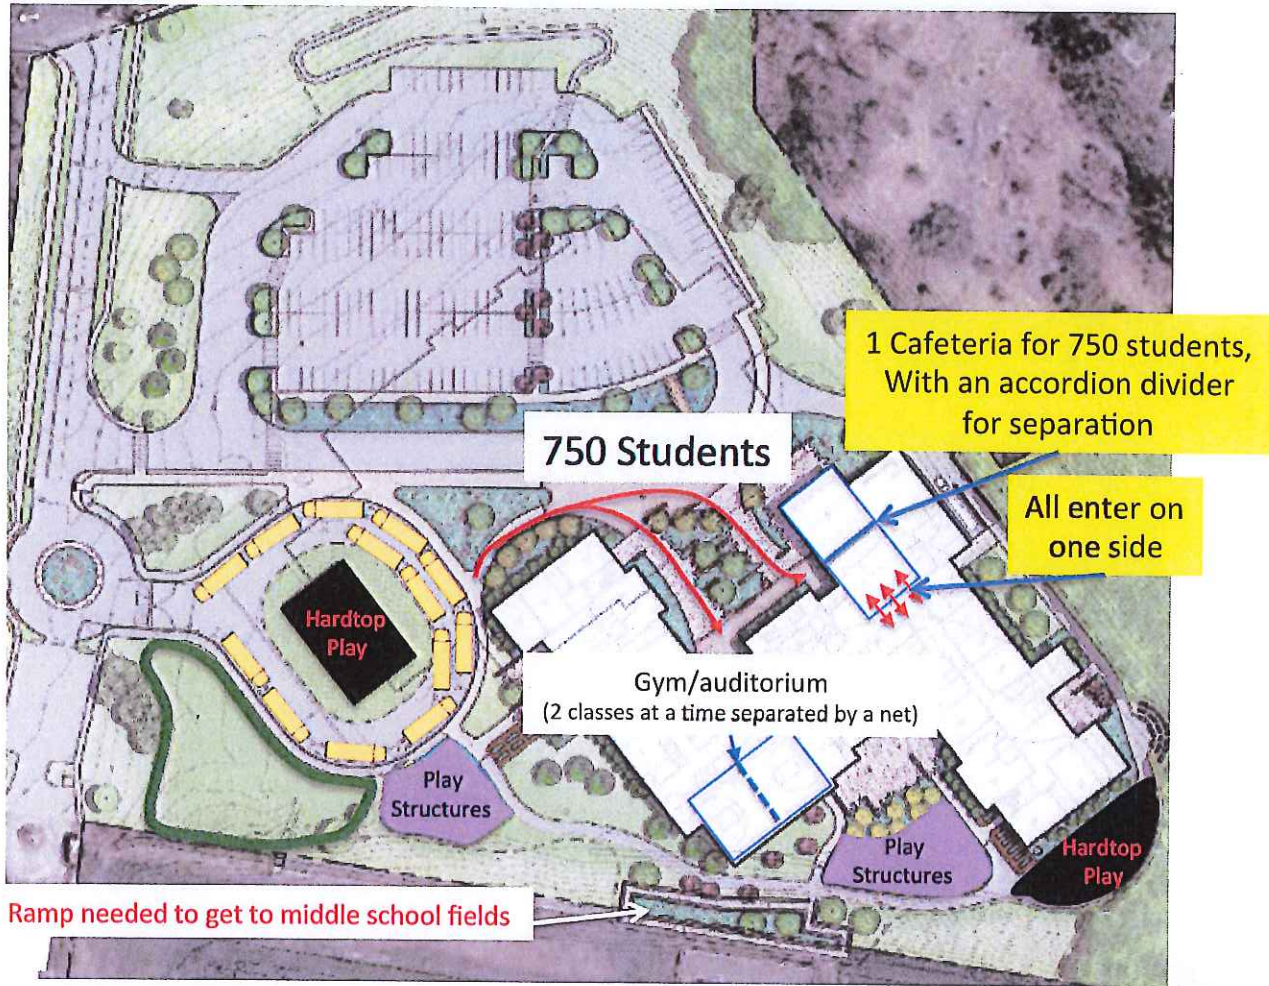 1 Cafeteria for 750 students,
With an accordion divider
for separation
750 Students
All enter on
one side
Hardtop
Play
Gym/auditorium
(2 classes at a time separated by a net)
Play
Structures
Play
Structures
Hardtop
Play
Ramp needed to get to middle school fields